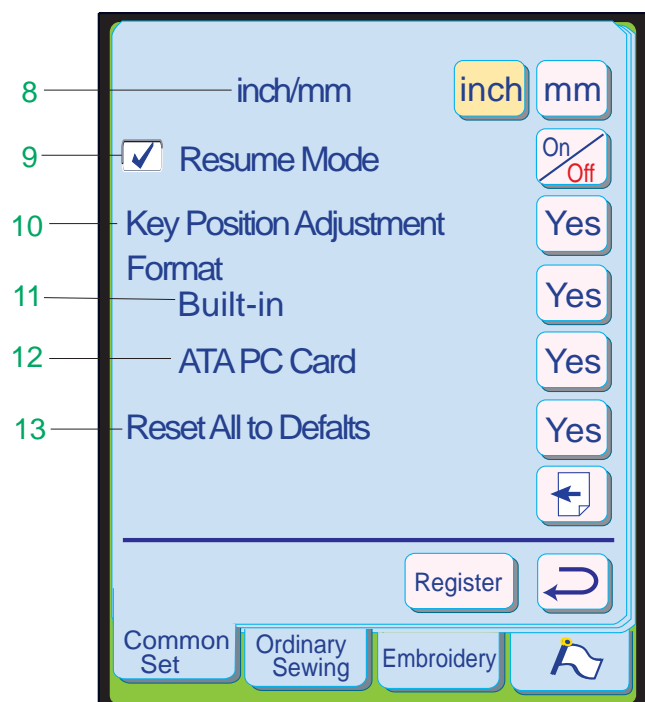 8 inch/mm inch mm
9 Resume Mode On/Off
10 Key Position Adjustment Yes
Format
11 Built-in Yes
12 ATA PC Card Yes
13 Reset All to Defalts Yes
Register
Common Set
Ordinary Sewing
Embroidery